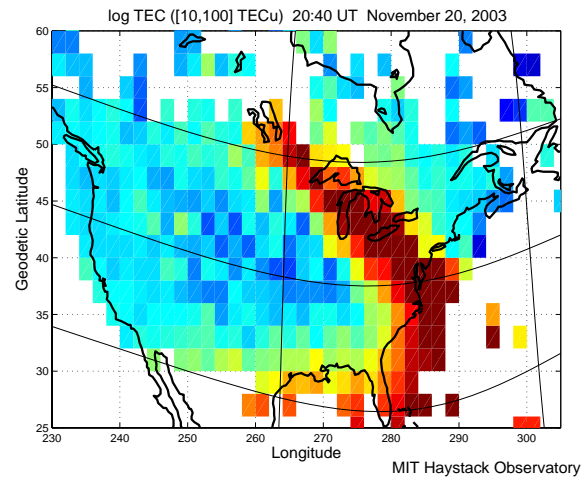 log TEC ([10,100] TECu)  20:40 UT  November 20, 2003
Geodetic Latitude
60
55
50
45
40
35
30
25
230 240 250 260 270 280 290 300
Longitude
MIT Haystack Observatory